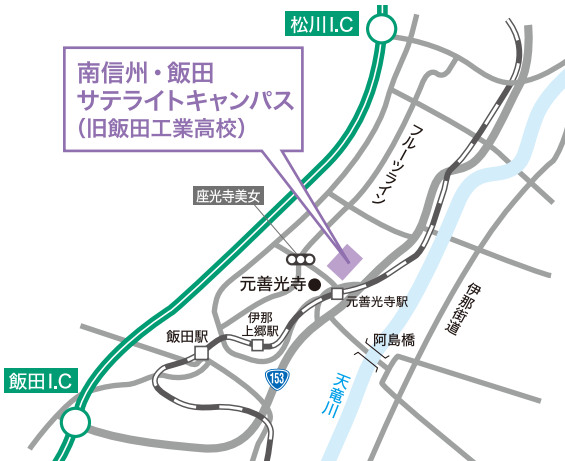 松川I.C
南信州・飯田
サテライトキャンパス
（旧飯田工業高校）
フルーツライン
座光寺美女
元善光寺
元善光寺駅
伊那
上郷駅
飯田駅
伊那街道
阿島橋
飯田I.C
153
天竜川